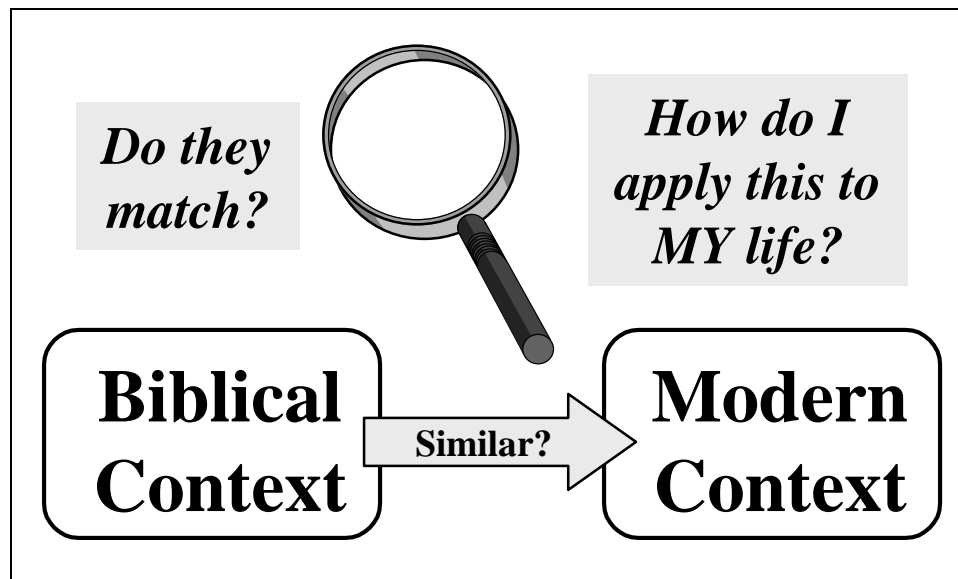 Do they
match?
How do I
apply this to
MY life?
Biblical
Context
Similar?
Modern
Context